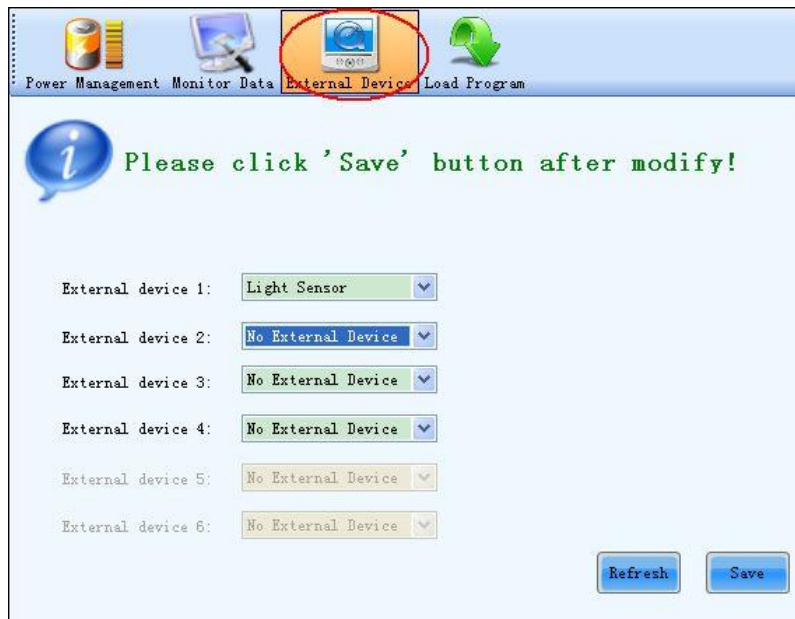 Power Management Monitor Data External Device Load Program
Please click 'Save' button after modify!
External device 1: Light Sensor
External device 2: No External Device
External device 3: No External Device
External device 4: No External Device
External device 5: No External Device
External device 6: No External Device
Refresh Save